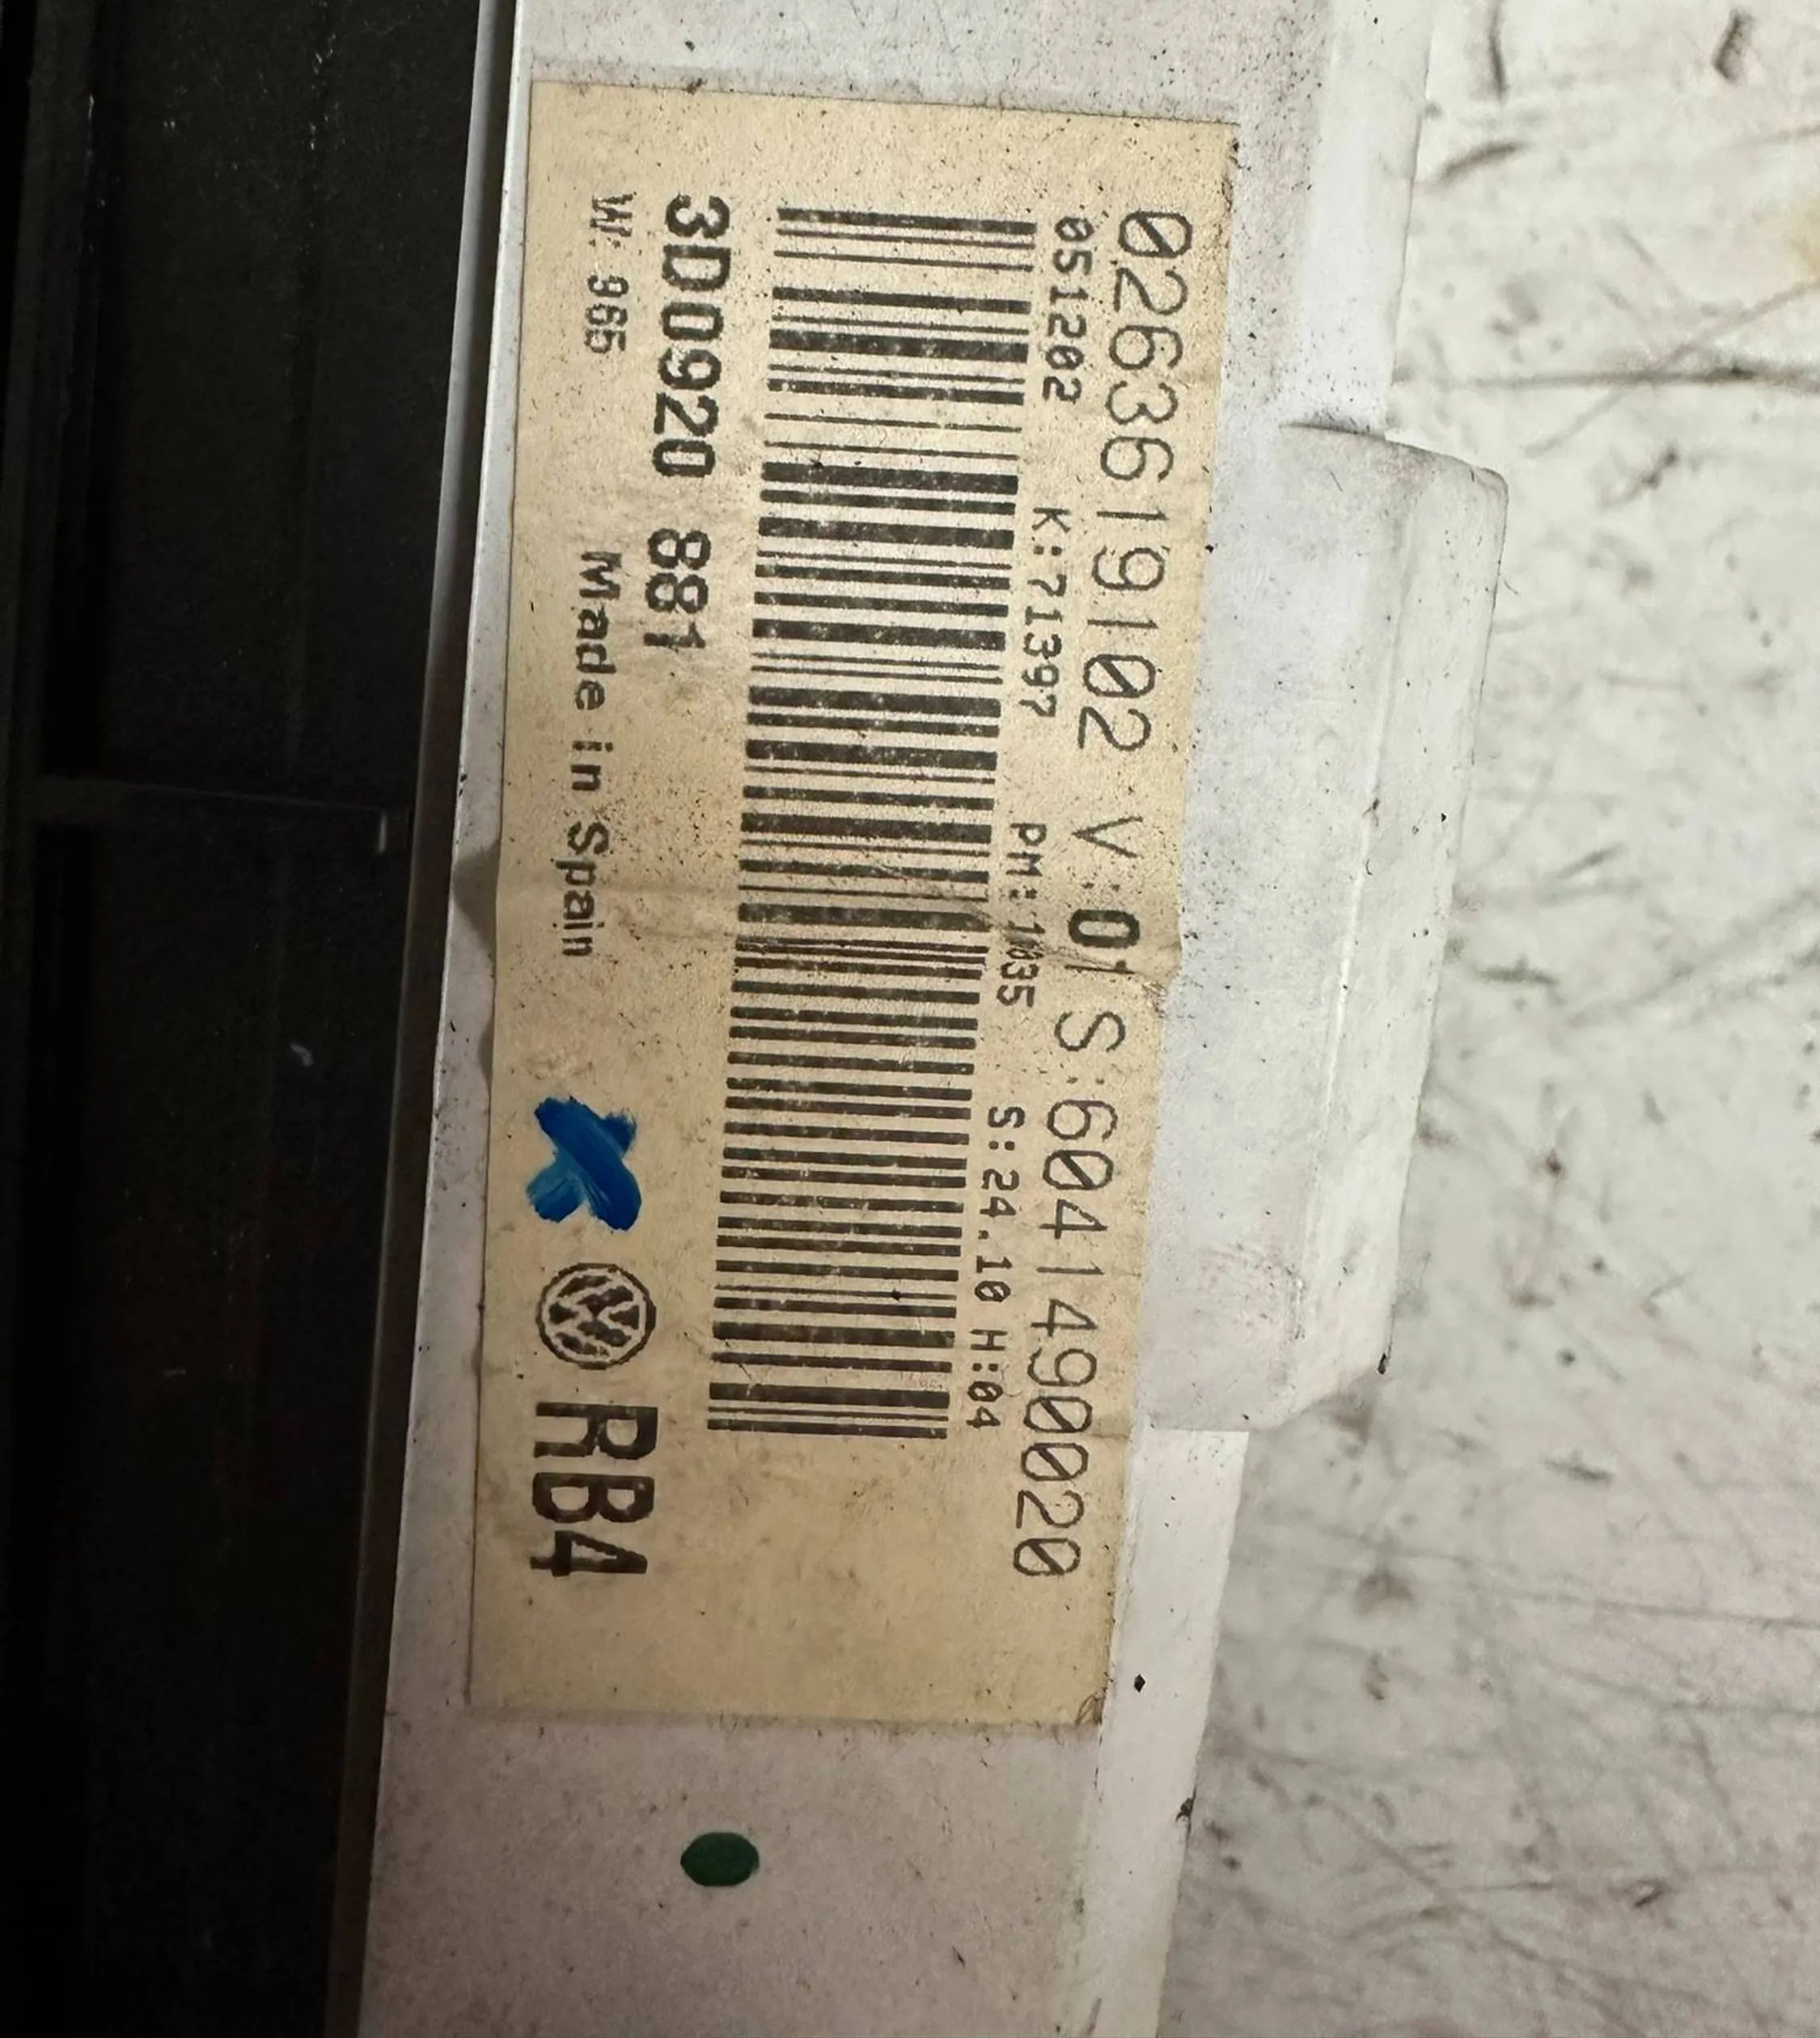 0263619102 V:01 S:6041490020
051202 K:71397 PM:1035 S:24.10 H:04
3D0920 881
W: 965 Made in Spain
RB4